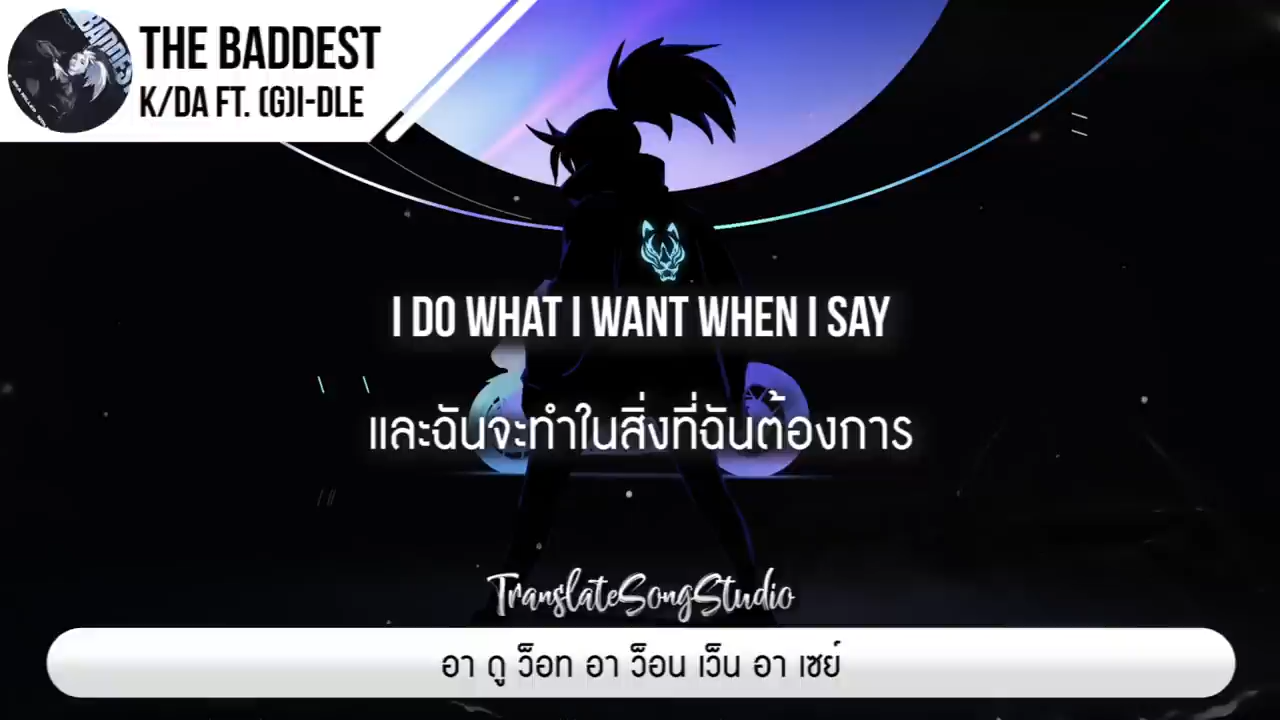 THE BADDEST
K/DA FT. (G)I-DLE
I DO WHAT I WANT WHEN I SAY
และฉันจะทำในสิ่งที่ฉันต้องการ
TranslateSongStudio
อา ดู ว็อท อา ว็อน เว็น อา เซย์